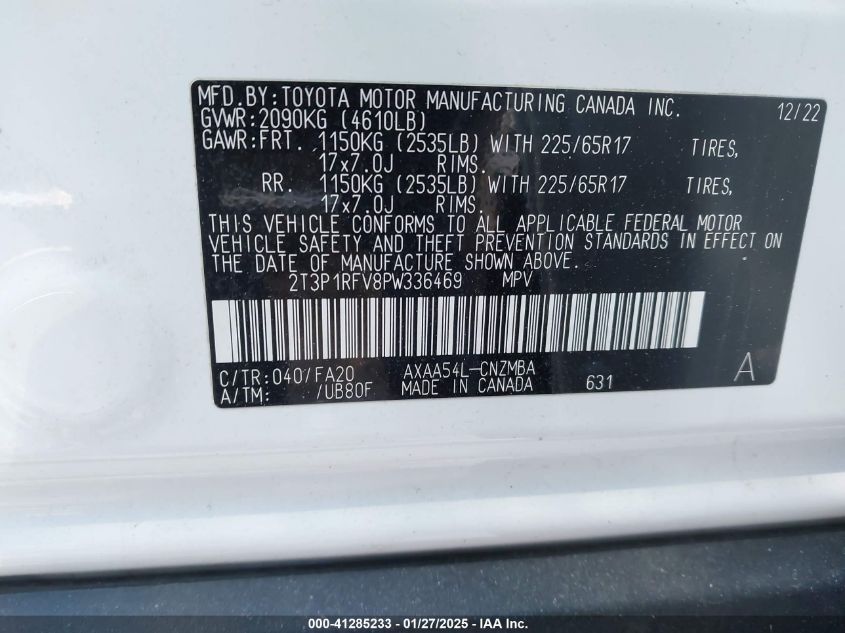 MFD.BY:TOYOTA MOTOR MANUFACTURING CANADA INC. 12/22
GVWR:2090KG (4610LB)
GAWR:FRT. 1150KG (2535LB) WITH 225/65R17 TIRES,
17x7.0J RIMS.
RR. 1150KG (2535LB) WITH 225/65R17 TIRES,
17x7.0J RIMS.
THIS VEHICLE CONFORMS TO ALL APPLICABLE FEDERAL MOTOR
VEHICLE SAFETY AND THEFT PREVENTION STANDARDS IN EFFECT ON
THE DATE OF MANUFACTURE SHOWN ABOVE.
2T3P1RFV8PW336469 MPV
C/TR:040/FA20 AXAA54L-CNZMBA
A/TM: /UB80F MADE IN CANADA 631 A
000-41285233 - 01/27/2025 - IAA Inc.